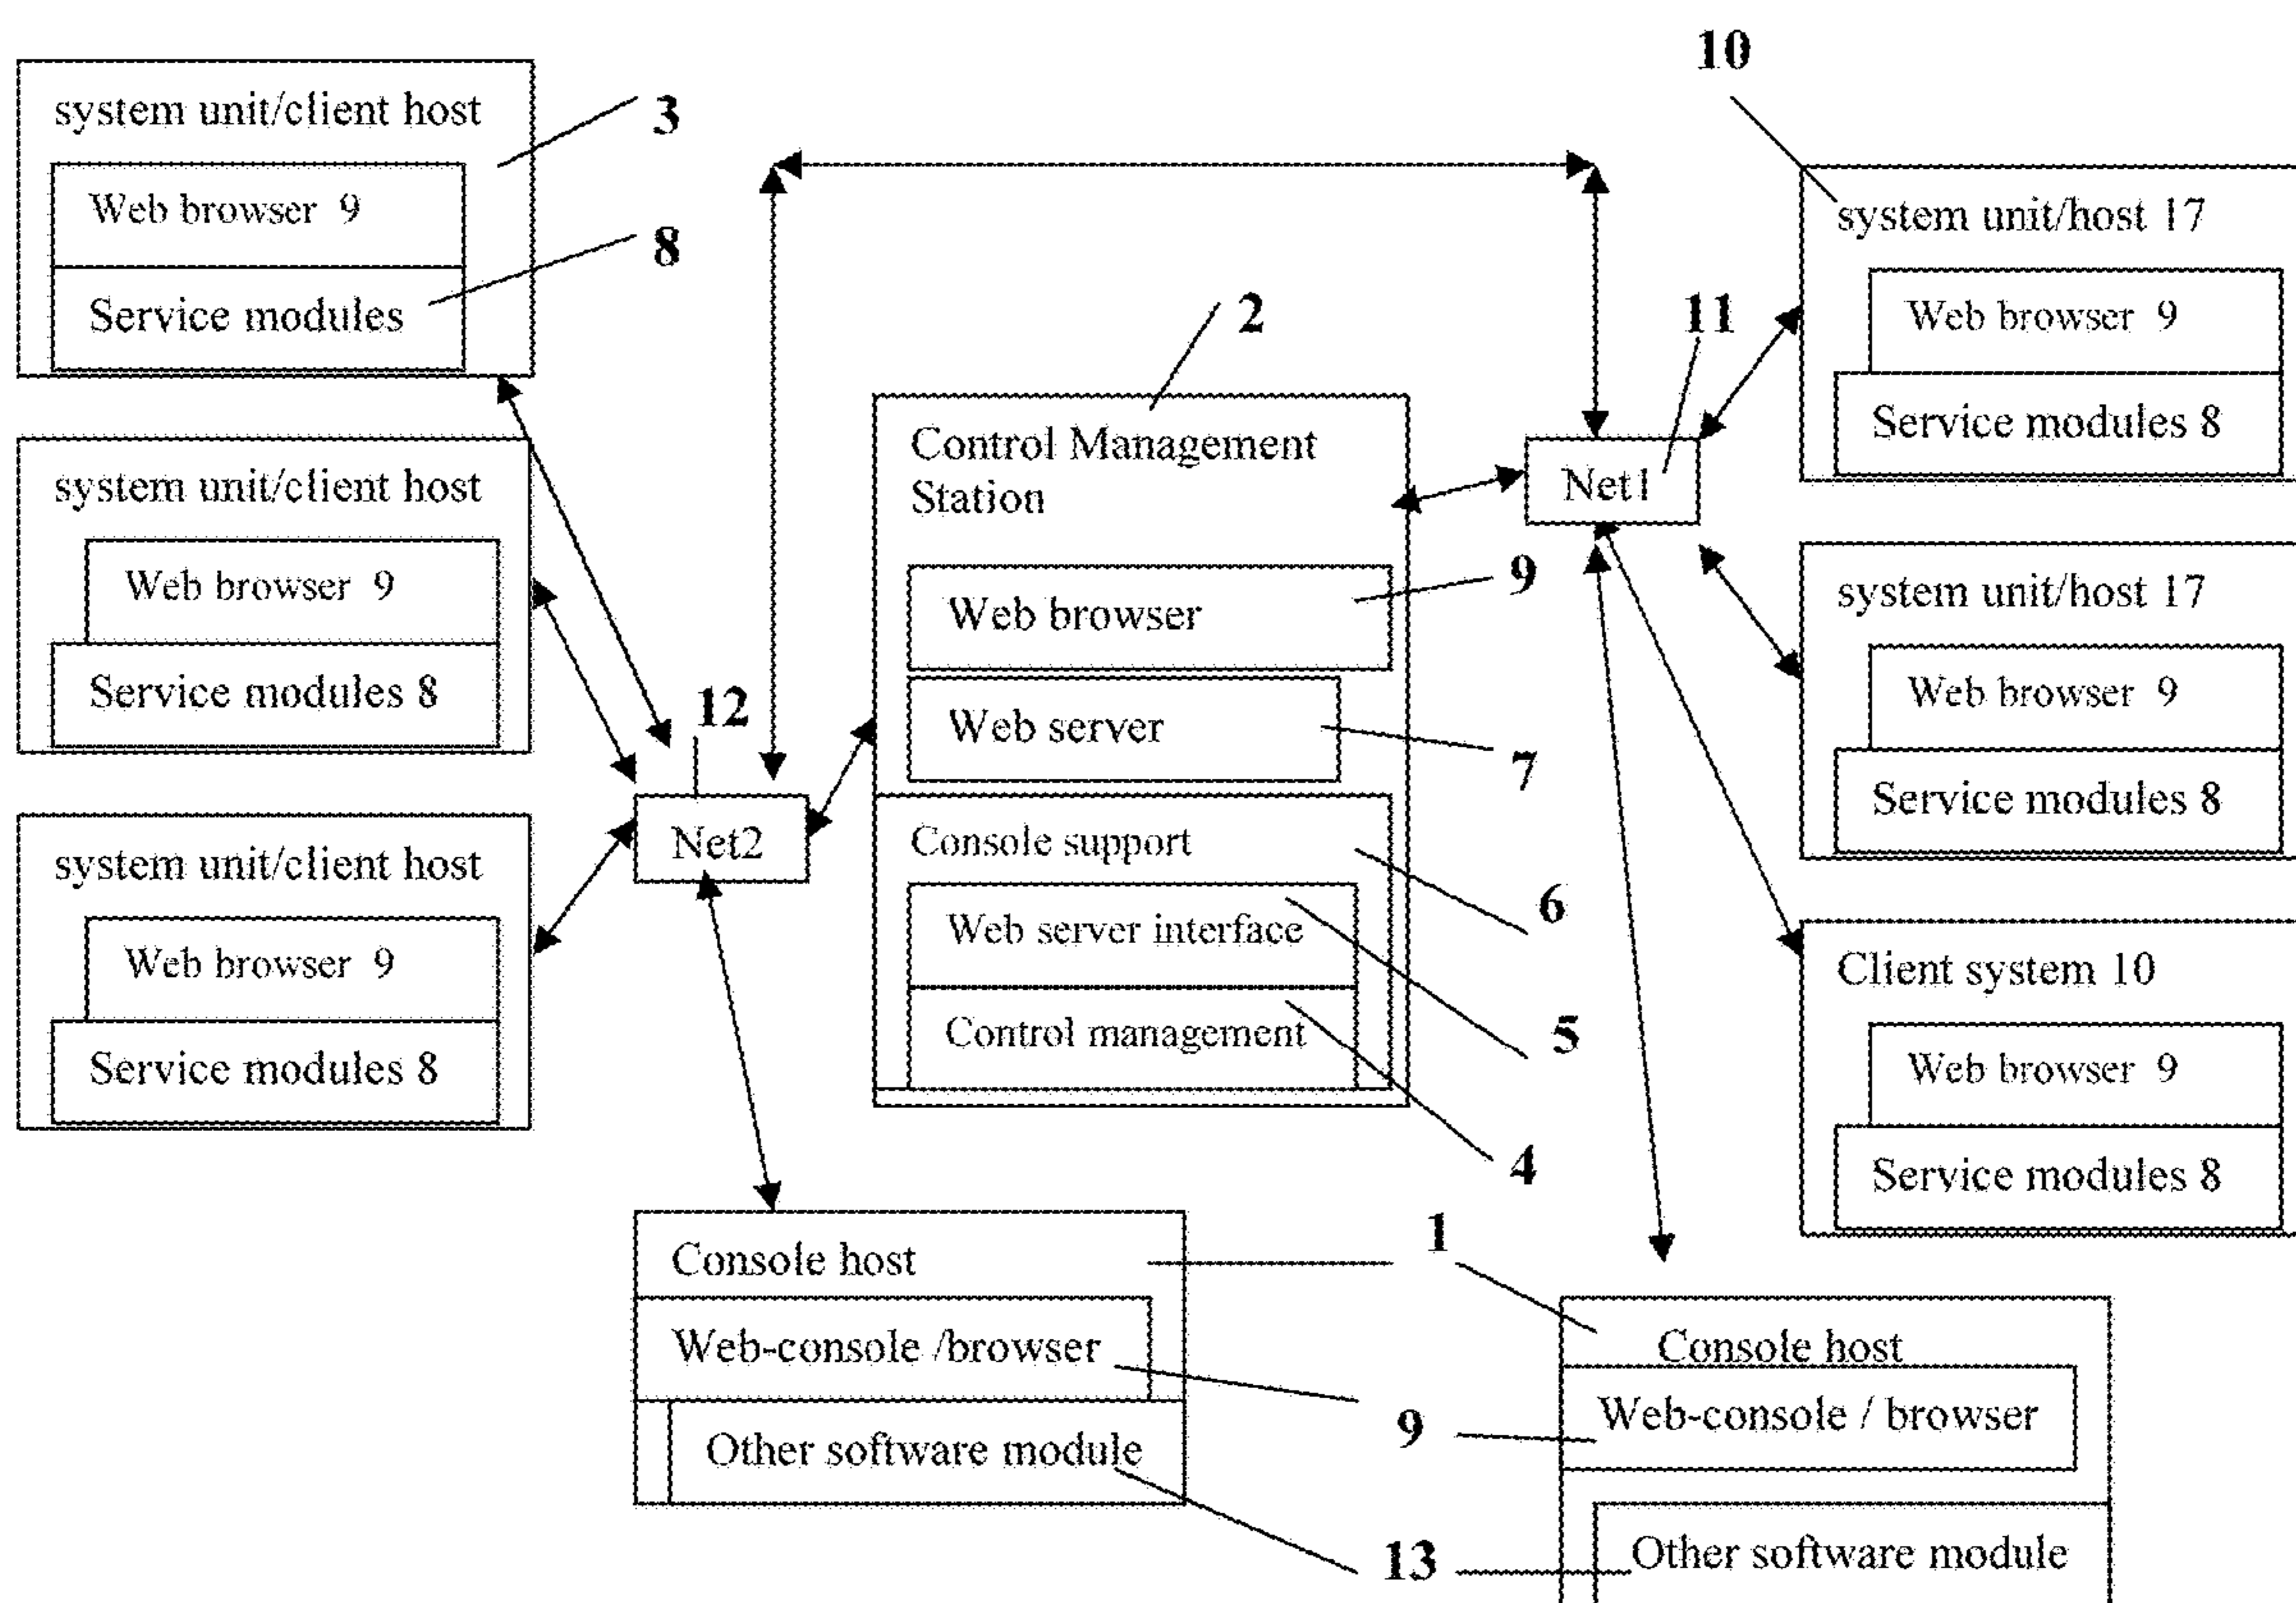 10
system unit/client host
3
Web browser 9
8
Service modules
system unit/client host
Web browser 9
Service modules 8
system unit/client host
Web browser 9
Service modules 8
12
Net2
2
Control Management
Station
Web browser
9
Web server
7
Console support
6
Web server interface
5
Control management
4
11
Net1
system unit/host 17
Web browser 9
Service modules 8
system unit/host 17
Web browser 9
Service modules 8
Client system 10
Web browser 9
Service modules 8
Console host
1
Web-console /browser
9
Other software module
13
Console host
Web-console / browser
Other software module